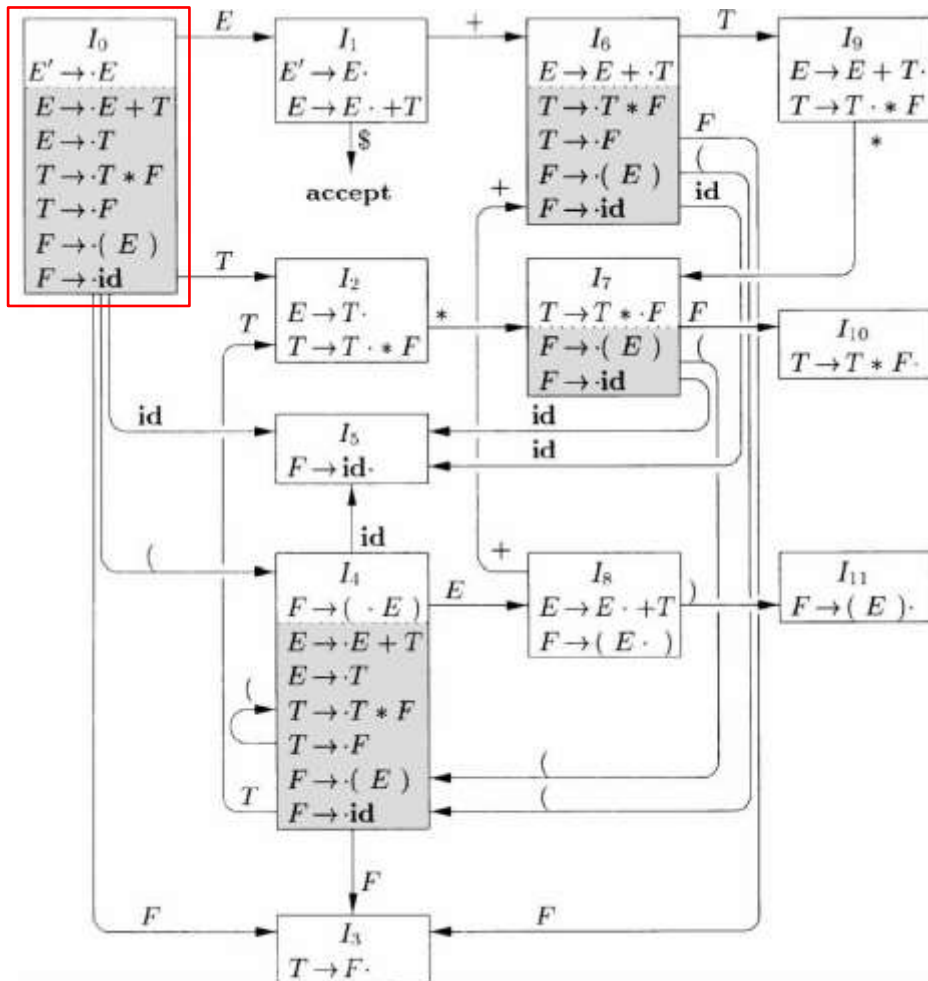 I₀
E' → ·E
E → ·E + T
E → ·T
T → ·T * F
T → ·F
F → ·( E )
F → ·id
E
I₁
E' → E·
E → E · +T
$
accept
+
I₆
E → E + ·T
T → ·T * F
T → ·F
F → ·( E )
F → ·id
T
I₉
E → E + T·
T → T · * F
*
F
(
id
+
T
I₂
E → T·
T → T · * F
T
*
I₇
T → T * ·F
F → ·( E )
F → ·id
F
(
I₁₀
T → T * F·
id
id
id
I₅
F → id·
id
(
I₄
F → ( · E )
E → ·E + T
E → ·T
T → ·T * F
T → ·F
F → ·( E )
F → ·id
(
T
E
+
I₈
E → E · +T
F → ( E · )
)
I₁₁
F → ( E )·
(
(
F
F
F
I₃
T → F·